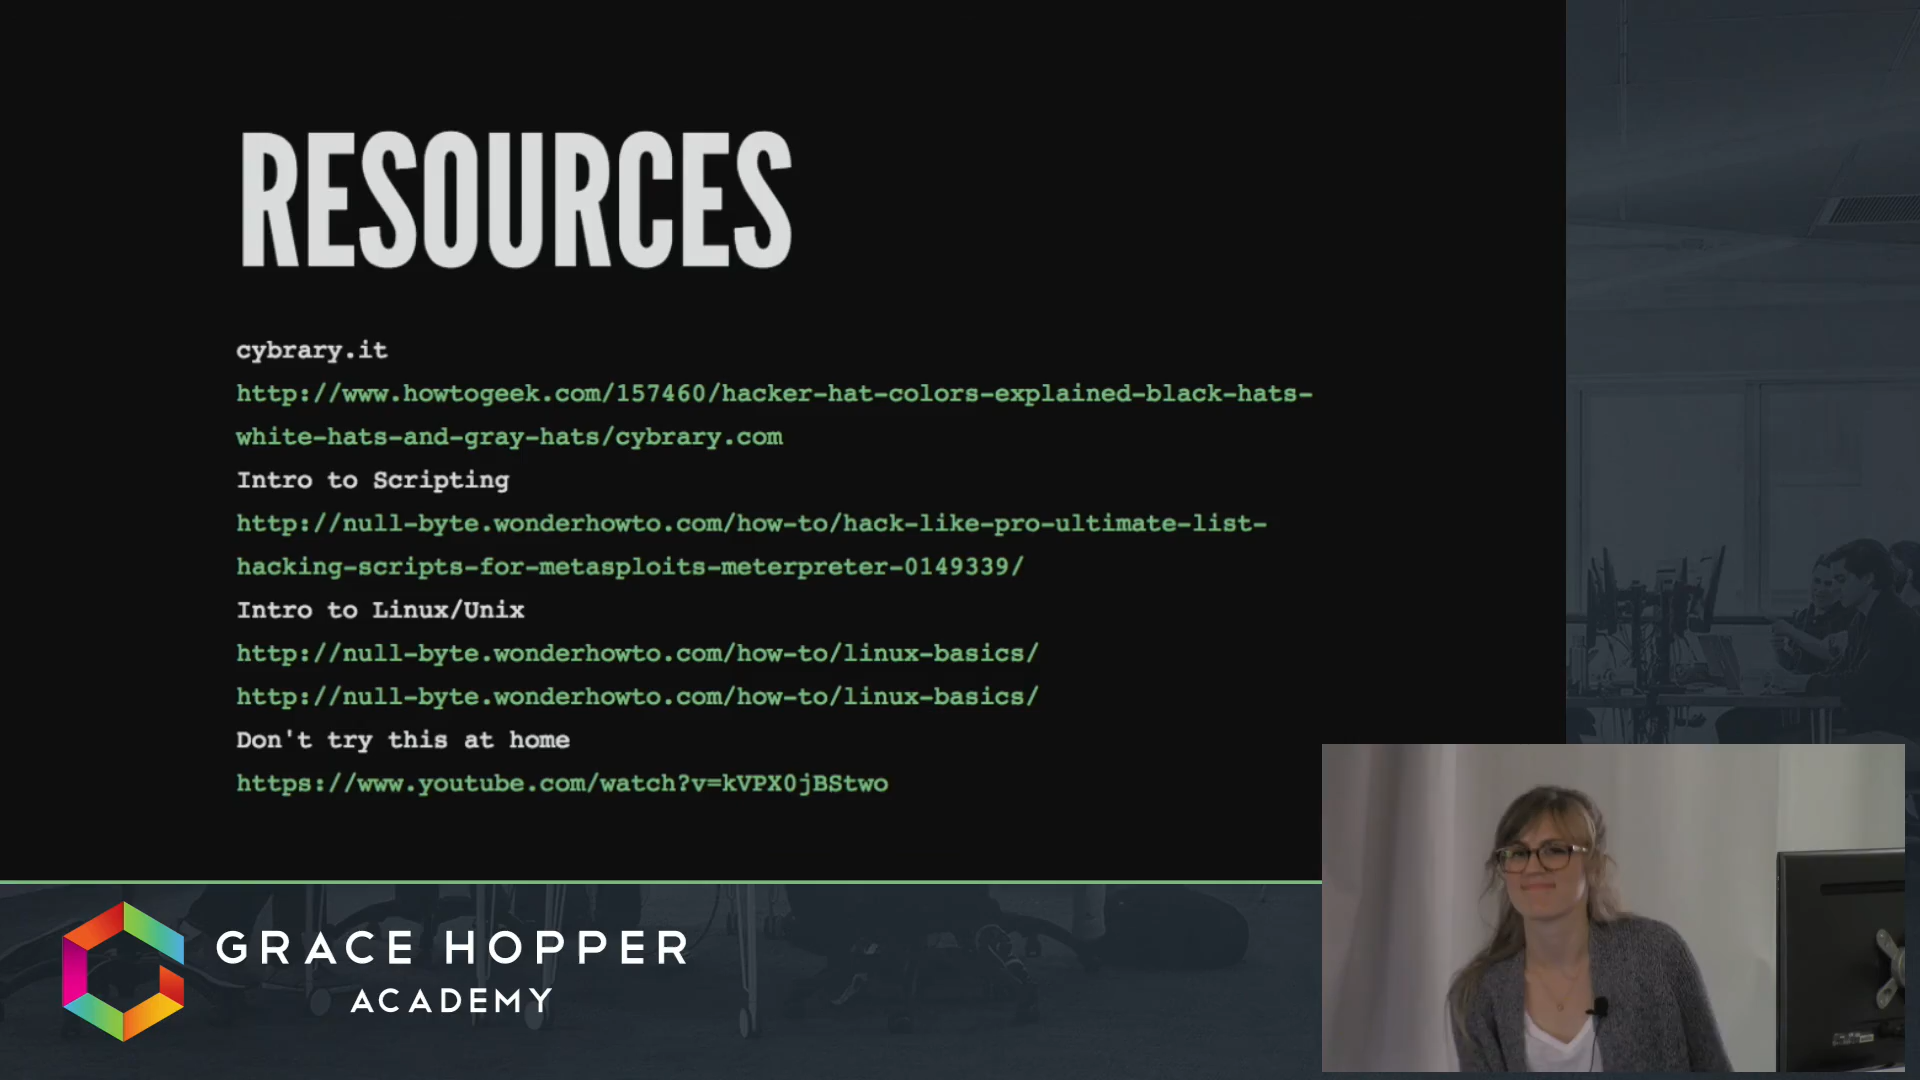 RESOURCES
cybrary.it
http://www.howtogeek.com/157460/hacker-hat-colors-explained-black-hats-
white-hats-and-gray-hats/cybrary.com
Intro to Scripting
http://null-byte.wonderhowto.com/how-to/hack-like-pro-ultimate-list-
hacking-scripts-for-metasploits-meterpreter-0149339/
Intro to Linux/Unix
http://null-byte.wonderhowto.com/how-to/linux-basics/
http://null-byte.wonderhowto.com/how-to/linux-basics/
Don't try this at home
https://www.youtube.com/watch?v=kVPX0jBStwo
GRACE HOPPER
ACADEMY